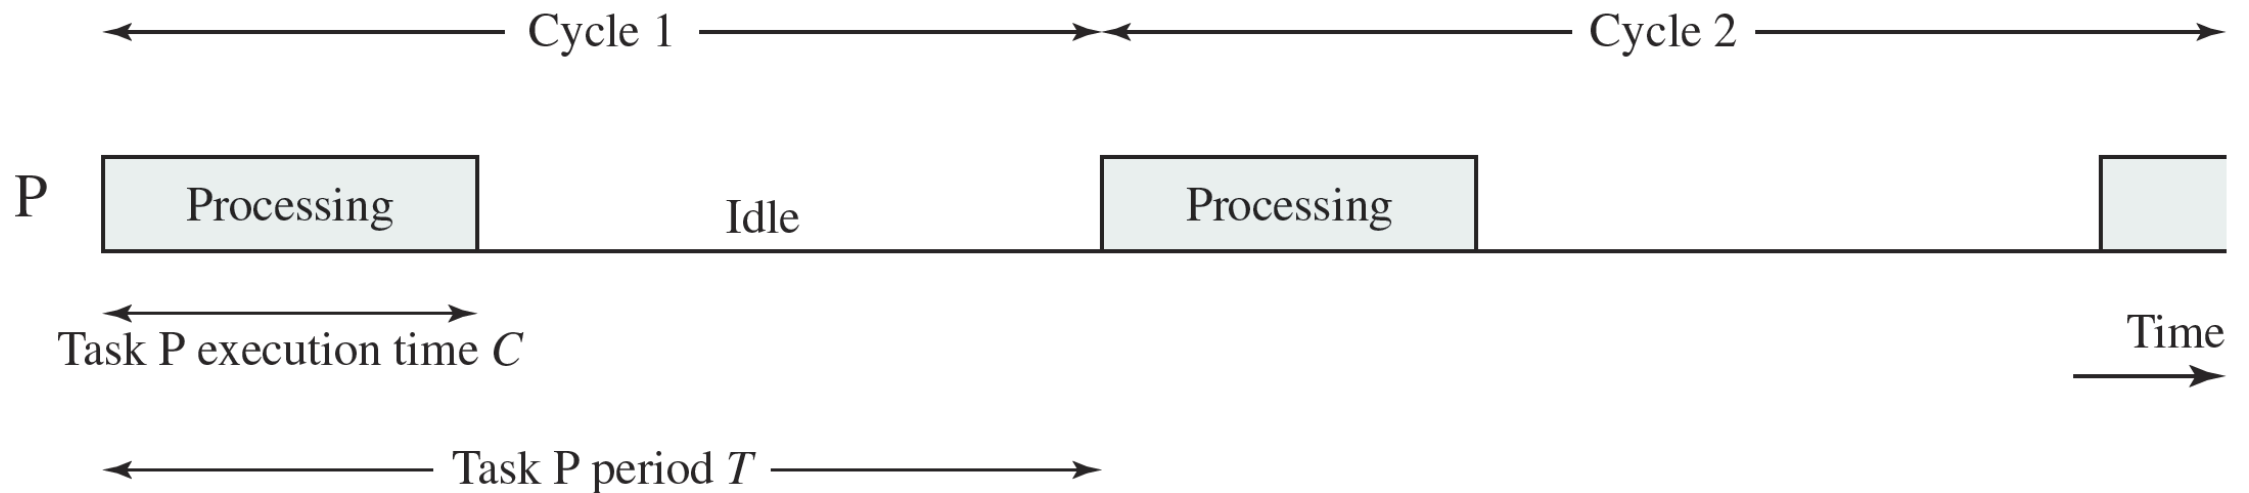 Cycle 1
Cycle 2
P
Processing
Idle
Processing
Task P execution time C
Time
Task P period T